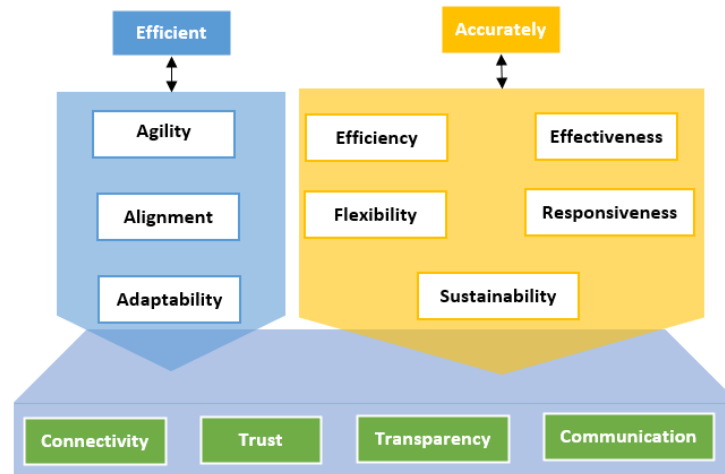 Efficient
Accurately
Agility
Alignment
Adaptability
Efficiency
Effectiveness
Flexibility
Responsiveness
Sustainability
Connectivity
Trust
Transparency
Communication